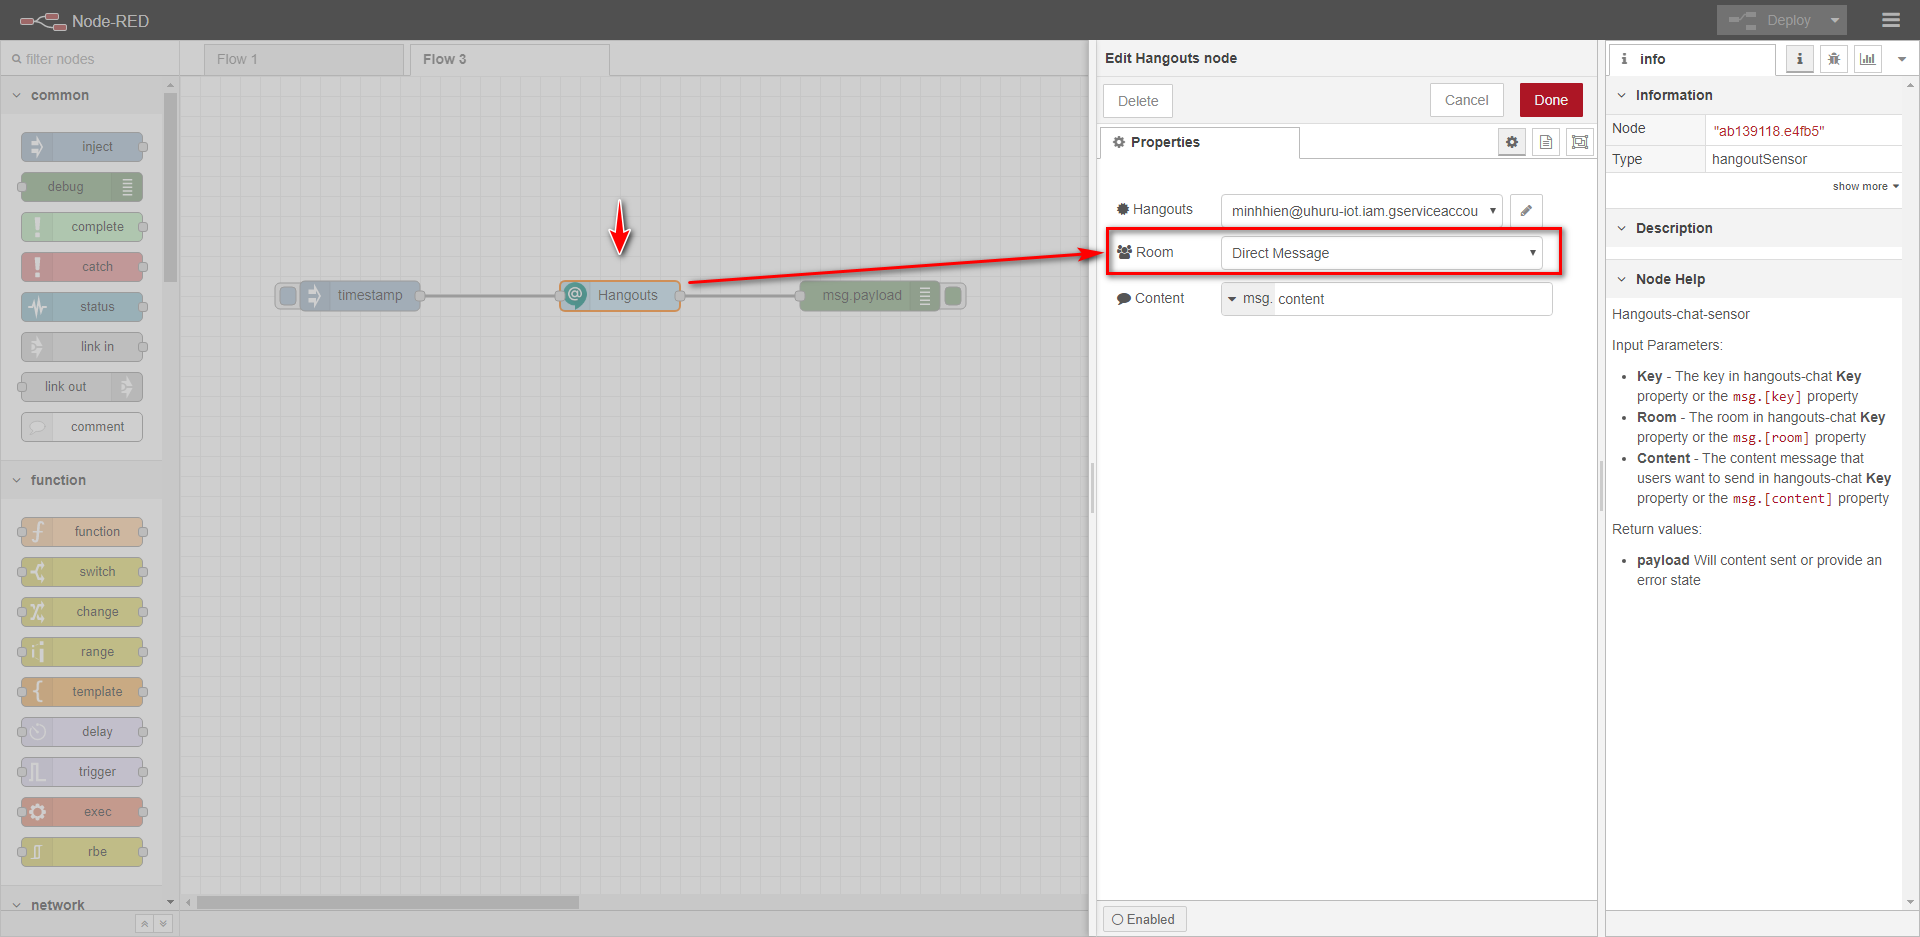 Node-RED
Deploy
filter nodes
common
inject
debug
complete
catch
status
link in
link out
comment
function
function
switch
change
range
template
delay
trigger
exec
rbe
network
Flow 1
Flow 3
timestamp
Hangouts
msg.payload
Edit Hangouts node
Delete
Cancel
Done
Properties
Hangouts
minhhien@uhuru-iot.iam.gserviceaccou
Room
Direct Message
Content
msg. content
Enabled
info
Information
Node "ab139118.e4fb5"
Type hangoutSensor
show more
Description
Node Help
Hangouts-chat-sensor
Input Parameters:
Key - The key in hangouts-chat Key
property or the msg.[key] property
Room - The room in hangouts-chat Key
property or the msg.[room] property
Content - The content message that
users want to send in hangouts-chat Key
property or the msg.[content] property
Return values:
payload Will content sent or provide an
error state